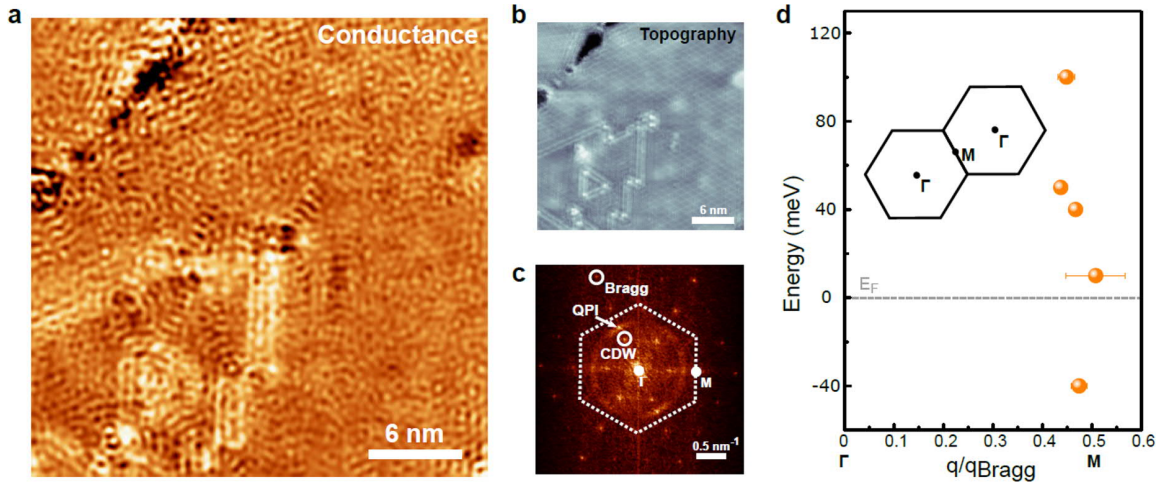 a
Conductance
6 nm
b
Topography
6 nm
c
Bragg
QPI
CDW
Γ
M
0.5 nm⁻¹
d
120
80
40
0
-40
Energy (meV)
Γ
M
Γ
E_F
0
0.1
0.2
0.3
0.4
0.5
0.6
Γ
M
q/qBragg